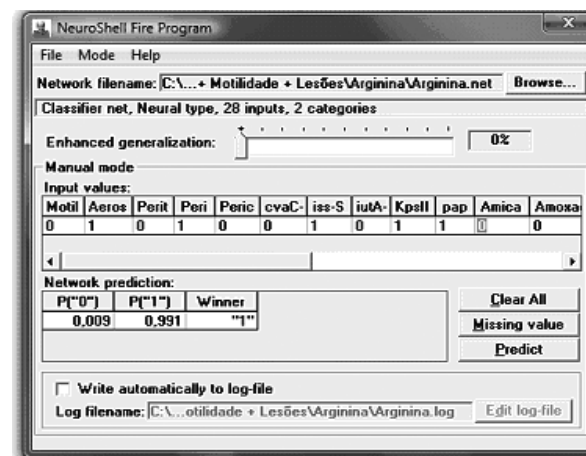 NeuroShell Fire Program
File Mode Help
Network filename: C:\...+ Motilidade + Lesões\Arginina\Arginina.net Browse...
Classifier net, Neural type, 28 inputs, 2 categories
Enhanced generalization: 0%
Manual mode
Input values:
Motil Aeros Perit Peri Peric cvaC- iss-S iutA- KpsII pap Amica Amoxa
0 1 0 1 0 0 1 0 1 1 0 0
Network prediction:
P("0") P("1") Winner
0,009 0,991 "1"
Clear All
Missing value
Predict
Write automatically to log-file
Log filename: C:\...otilidade + Lesões\Arginina\Arginina.log Edit log-file